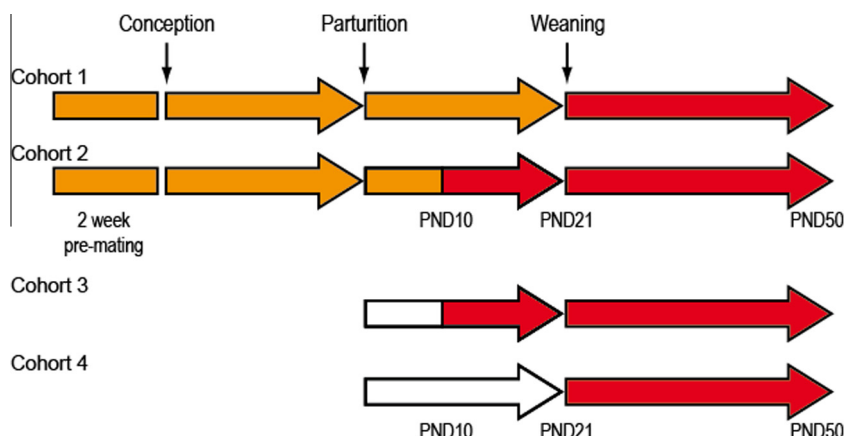 Conception Parturition Weaning
Cohort 1
Cohort 2
2 week
pre-mating
PND10 PND21 PND50
Cohort 3
Cohort 4
PND10 PND21 PND50